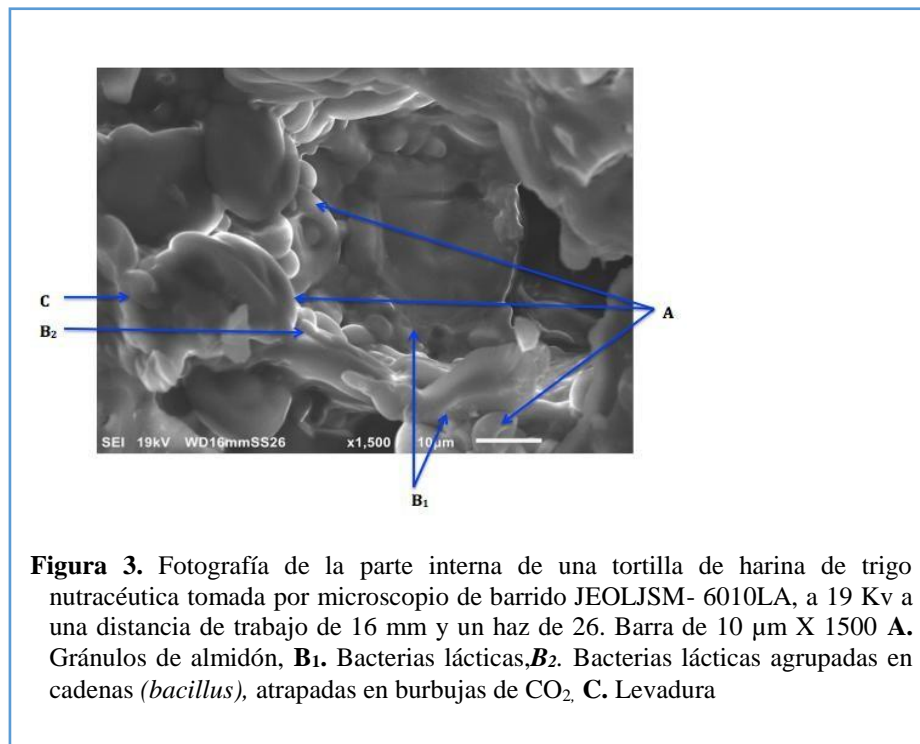 C
B2
A
SEI 19kV WD16mmSS26 x1,500 10µm
B1
Figura 3. Fotografía de la parte interna de una tortilla de harina de trigo
nutracéutica tomada por microscopio de barrido JEOLJSM- 6010LA, a 19 Kv a
una distancia de trabajo de 16 mm y un haz de 26. Barra de 10 µm X 1500 A.
Gránulos de almidón, B1. Bacterias lácticas,B2. Bacterias lácticas agrupadas en
cadenas (bacillus), atrapadas en burbujas de CO2, C. Levadura